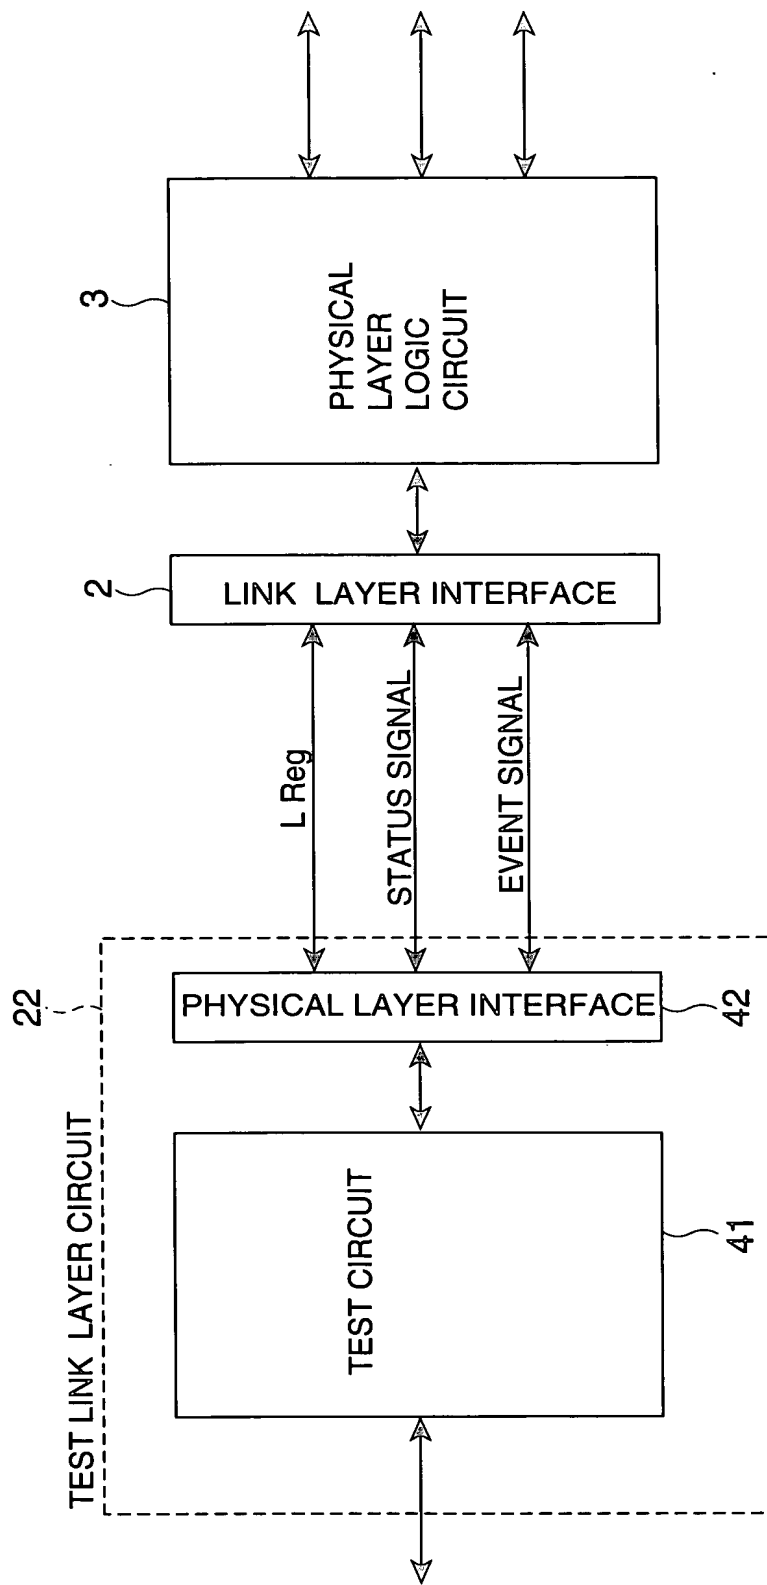 22
TEST LINK LAYER CIRCUIT
TEST CIRCUIT
41
PHYSICAL LAYER INTERFACE
42
L Reg
STATUS SIGNAL
EVENT SIGNAL
2
LINK LAYER INTERFACE
3
PHYSICAL
LAYER
LOGIC
CIRCUIT